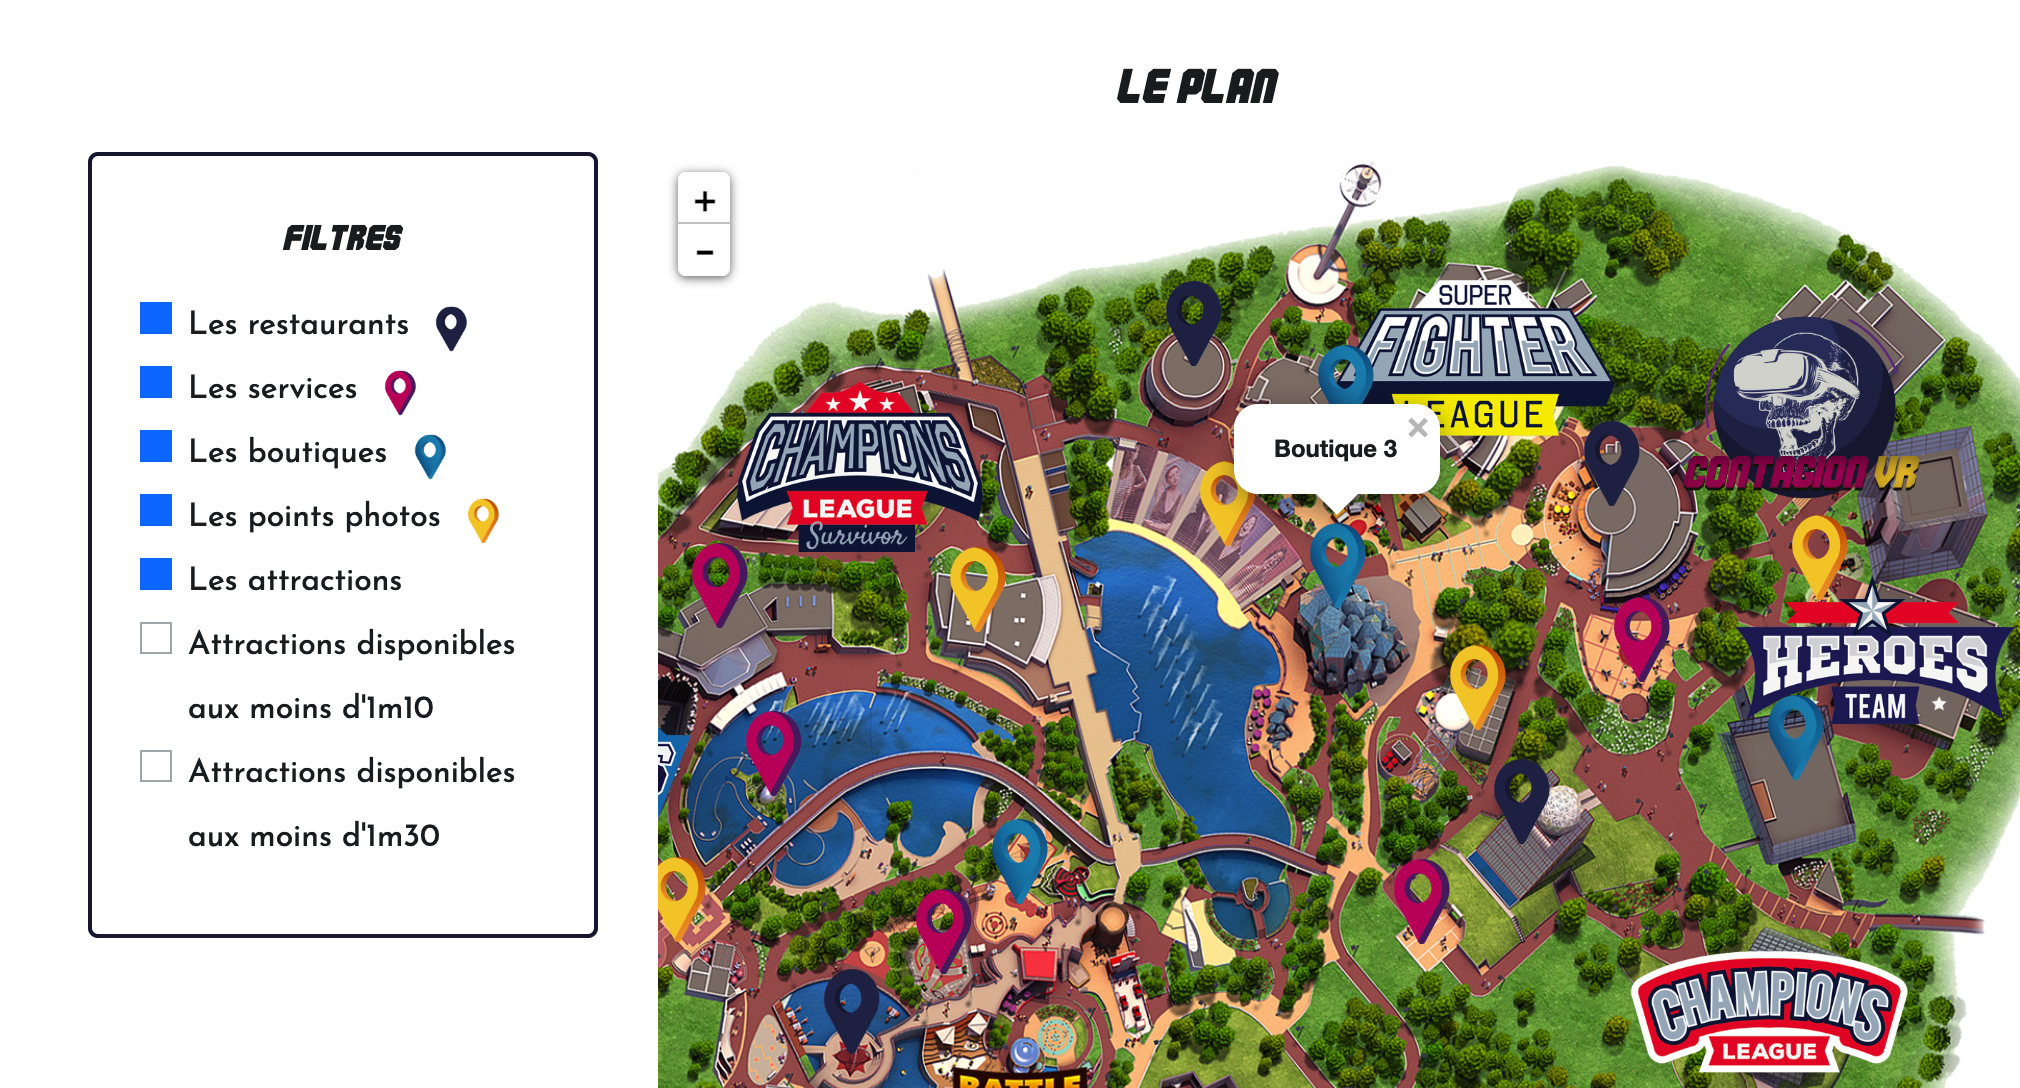 LE PLAN
+
-
FILTRES
Les restaurants
Les services
Les boutiques
Les points photos
Les attractions
Attractions disponibles
aux moins d'1m10
Attractions disponibles
aux moins d'1m30
SUPER
FIGHTER
LEAGUE
CHAMPIONS
LEAGUE
Survivor
Boutique 3
×
CONTAGION VR
HEROES
TEAM
CHAMPIONS
LEAGUE
BATTLE